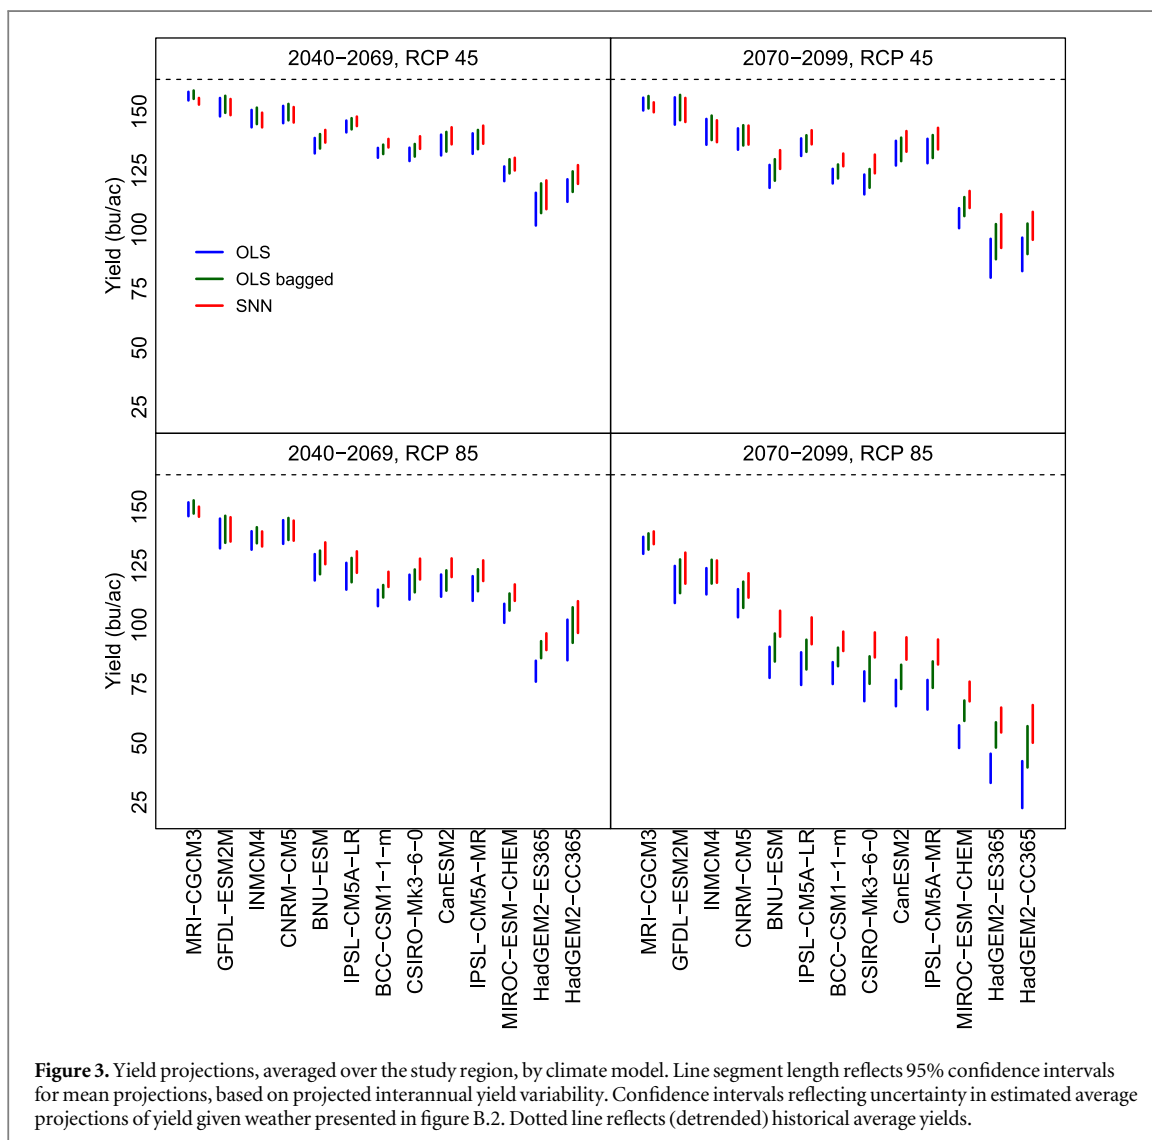 2040−2069, RCP 45
2070−2099, RCP 45
Yield (bu/ac)
150
125
100
75
50
25
OLS
OLS bagged
SNN
2040−2069, RCP 85
2070−2099, RCP 85
Yield (bu/ac)
150
125
100
75
50
25
MRI−CGCM3
GFDL−ESM2M
INMCM4
CNRM−CM5
BNU−ESM
IPSL−CM5A−LR
BCC−CSM1−1−m
CSIRO−Mk3−6−0
CanESM2
IPSL−CM5A−MR
MIROC−ESM−CHEM
HadGEM2−ES365
HadGEM2−CC365
MRI−CGCM3
GFDL−ESM2M
INMCM4
CNRM−CM5
BNU−ESM
IPSL−CM5A−LR
BCC−CSM1−1−m
CSIRO−Mk3−6−0
CanESM2
IPSL−CM5A−MR
MIROC−ESM−CHEM
HadGEM2−ES365
HadGEM2−CC365
Figure 3. Yield projections, averaged over the study region, by climate model. Line segment length reflects 95% confidence intervals
for mean projections, based on projected interannual yield variability. Confidence intervals reflecting uncertainty in estimated average
projections of yield given weather presented in figure B.2. Dotted line reflects (detrended) historical average yields.